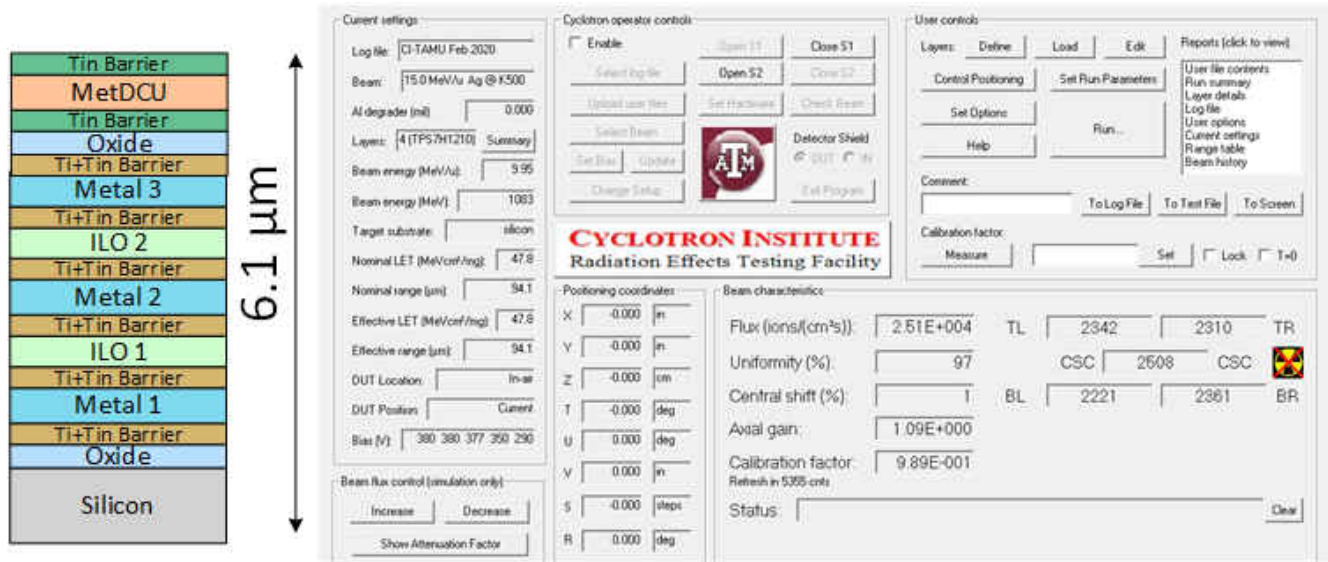 Tin Barrier
MetDCU
Tin Barrier
Oxide
Ti+Tin Barrier
Metal 3
Ti+Tin Barrier
ILO 2
Ti+Tin Barrier
Metal 2
Ti+Tin Barrier
ILO 1
Ti+Tin Barrier
Metal 1
Ti+Tin Barrier
Oxide
Silicon
6.1 μm
Current settings
Log file: CI-TAMU Feb 2020
Beam: 15.0 MeV/u Ag @ K500
Al degrader (mil) 0.000
Layers: 4 (TPS7H1210) Summary
Beam energy (MeV/u): 9.95
Beam energy (MeV): 1083
Target substrate: silicon
Nominal LET (MeVcm²/mg): 47.8
Nominal range (μm): 94.1
Effective LET (MeVcm²/mg): 47.8
Effective range (μm): 94.1
DUT Location: In-air
DUT Position: Current
Bias (V): 380 380 377 350 290
Beam flux control (simulation only)
Increase Decrease
Show Attenuation Factor
Cyclotron operator controls
Enable Open S1 Close S1
Select log file Open S2 Close S2
Upload user files Set Hardware Check Beam
Select Beam Detector Shield
Set Bias Update OUT IN
Change Setup Exit Program
ATM
CYCLOTRON INSTITUTE
Radiation Effects Testing Facility
Positioning coordinates
X -0.000 in
Y -0.000 in
Z -0.000 cm
T -0.000 deg
U 0.000 deg
V 0.000 in
S -0.000 steps
R 0.000 deg
User controls
Layers: Define Load Edit
Control Positioning Set Run Parameters
Set Options Run...
Help
Reports (click to view)
User file contents
Run summary
Layer details
Log file
User options
Current settings
Range table
Beam history
Comment:
To Log File To Text File To Screen
Calibration factor:
Measure Set Lock T=0
Beam characteristics
Flux (ions/(cm²s)): 2.51E+004 TL 2342 2310 TR
Uniformity (%): 97 CSC 2508 CSC
Central shift (%): 1 BL 2221 2361 BR
Axial gain: 1.09E+000
Calibration factor: 9.89E-001
Refresh in 5355 cnts
Status: Clear